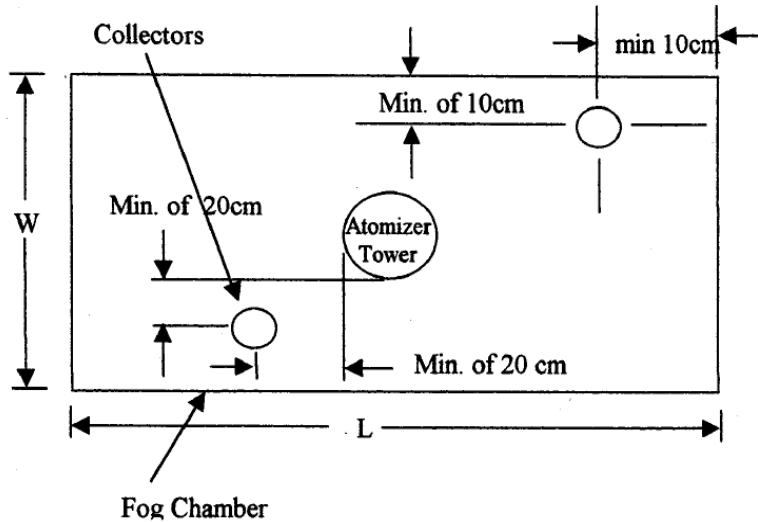 Collectors
min 10cm
Min. of 10cm
W
Min. of 20cm
Atomizer
Tower
Min. of 20 cm
L
Fog Chamber